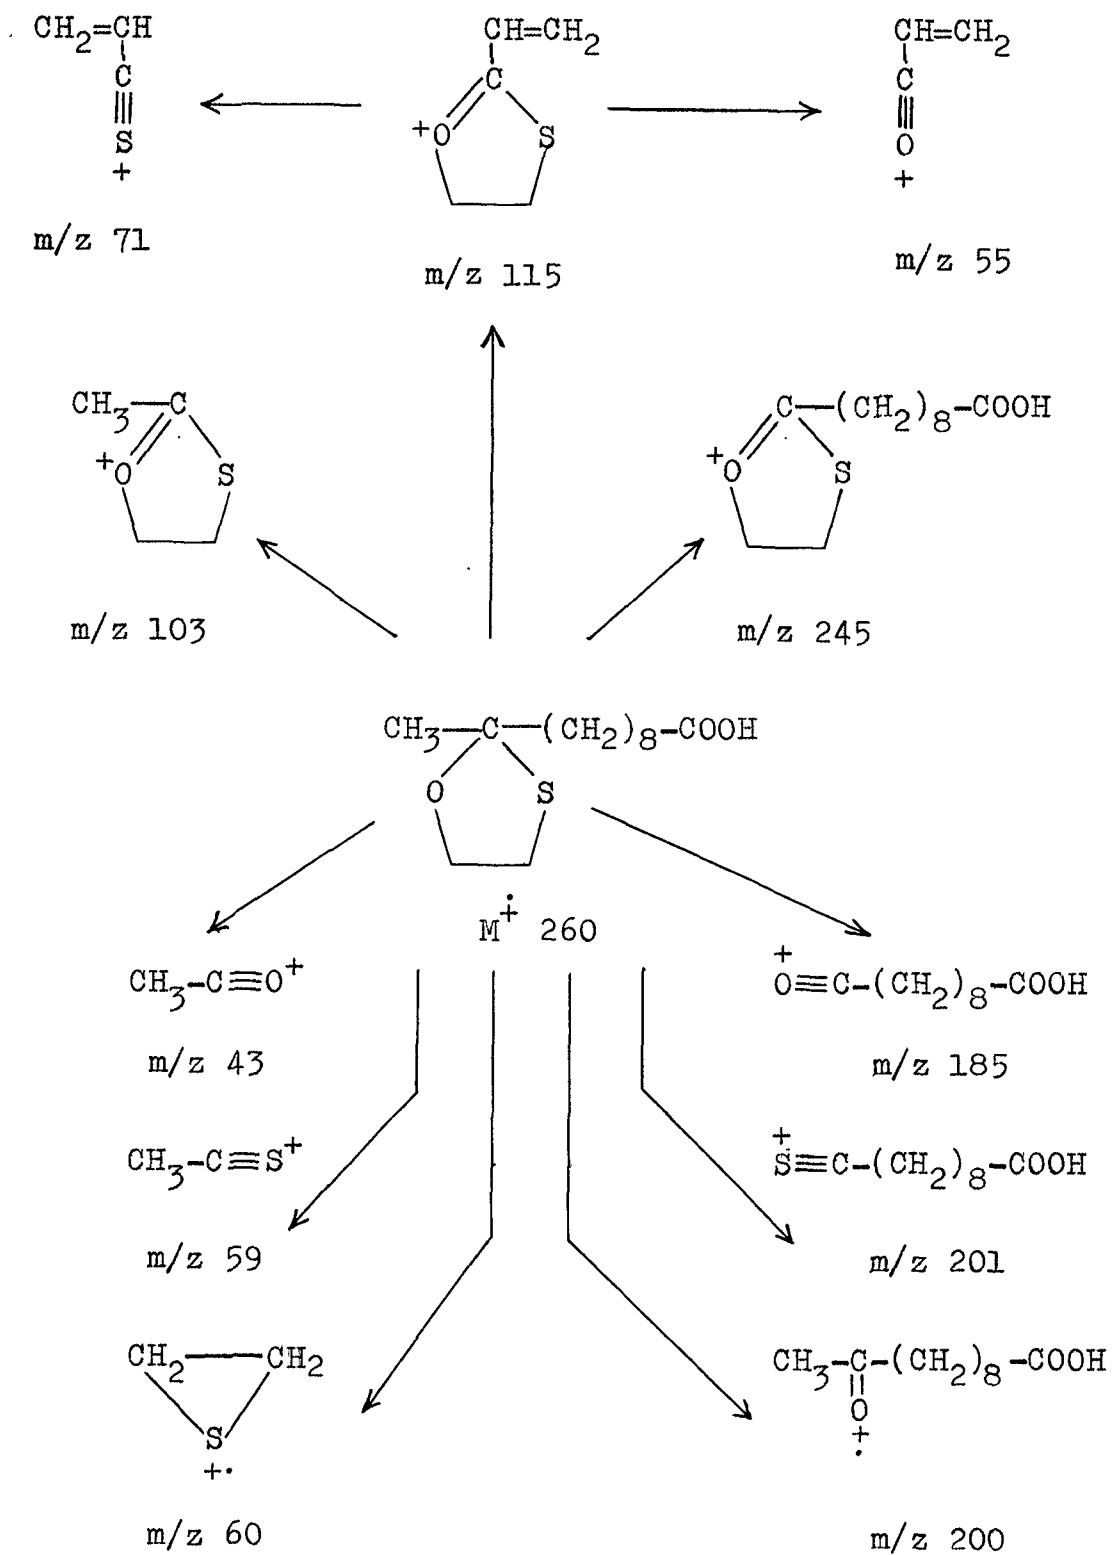 CH2=CH
C
S
+
m/z 71
CH=CH2
C
+O
S
m/z 115
CH=CH2
C
O
+
m/z 55
CH3-C
+O
S
m/z 103
C-(CH2)8-COOH
+O
S
m/z 245
CH3-C-(CH2)8-COOH
O
S
M+· 260
CH3-C≡O+
m/z 43
+
O≡C-(CH2)8-COOH
m/z 185
CH3-C≡S+
m/z 59
+
S≡C-(CH2)8-COOH
m/z 201
CH2-CH2
S
+·
m/z 60
CH3-C-(CH2)8-COOH
O
+
·
m/z 200